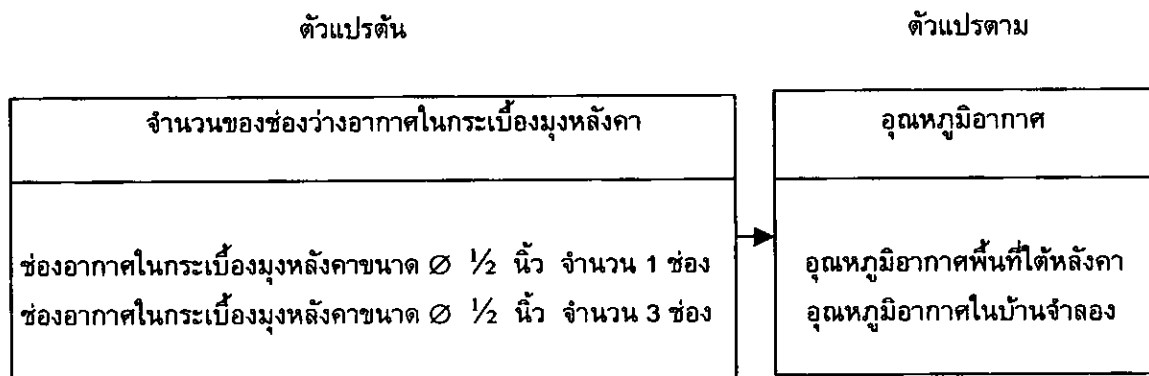 ตัวแปรต้น
ตัวแปรตาม
จำนวนของช่องว่างอากาศในกระเบื้องมุงหลังคา
อุณหภูมิอากาศ
ช่องอากาศในกระเบื้องมุงหลังคาขนาด ∅ ½ นิ้ว จำนวน 1 ช่อง
ช่องอากาศในกระเบื้องมุงหลังคาขนาด ∅ ½ นิ้ว จำนวน 3 ช่อง
อุณหภูมิอากาศพื้นที่ใต้หลังคา
อุณหภูมิอากาศในบ้านจำลอง